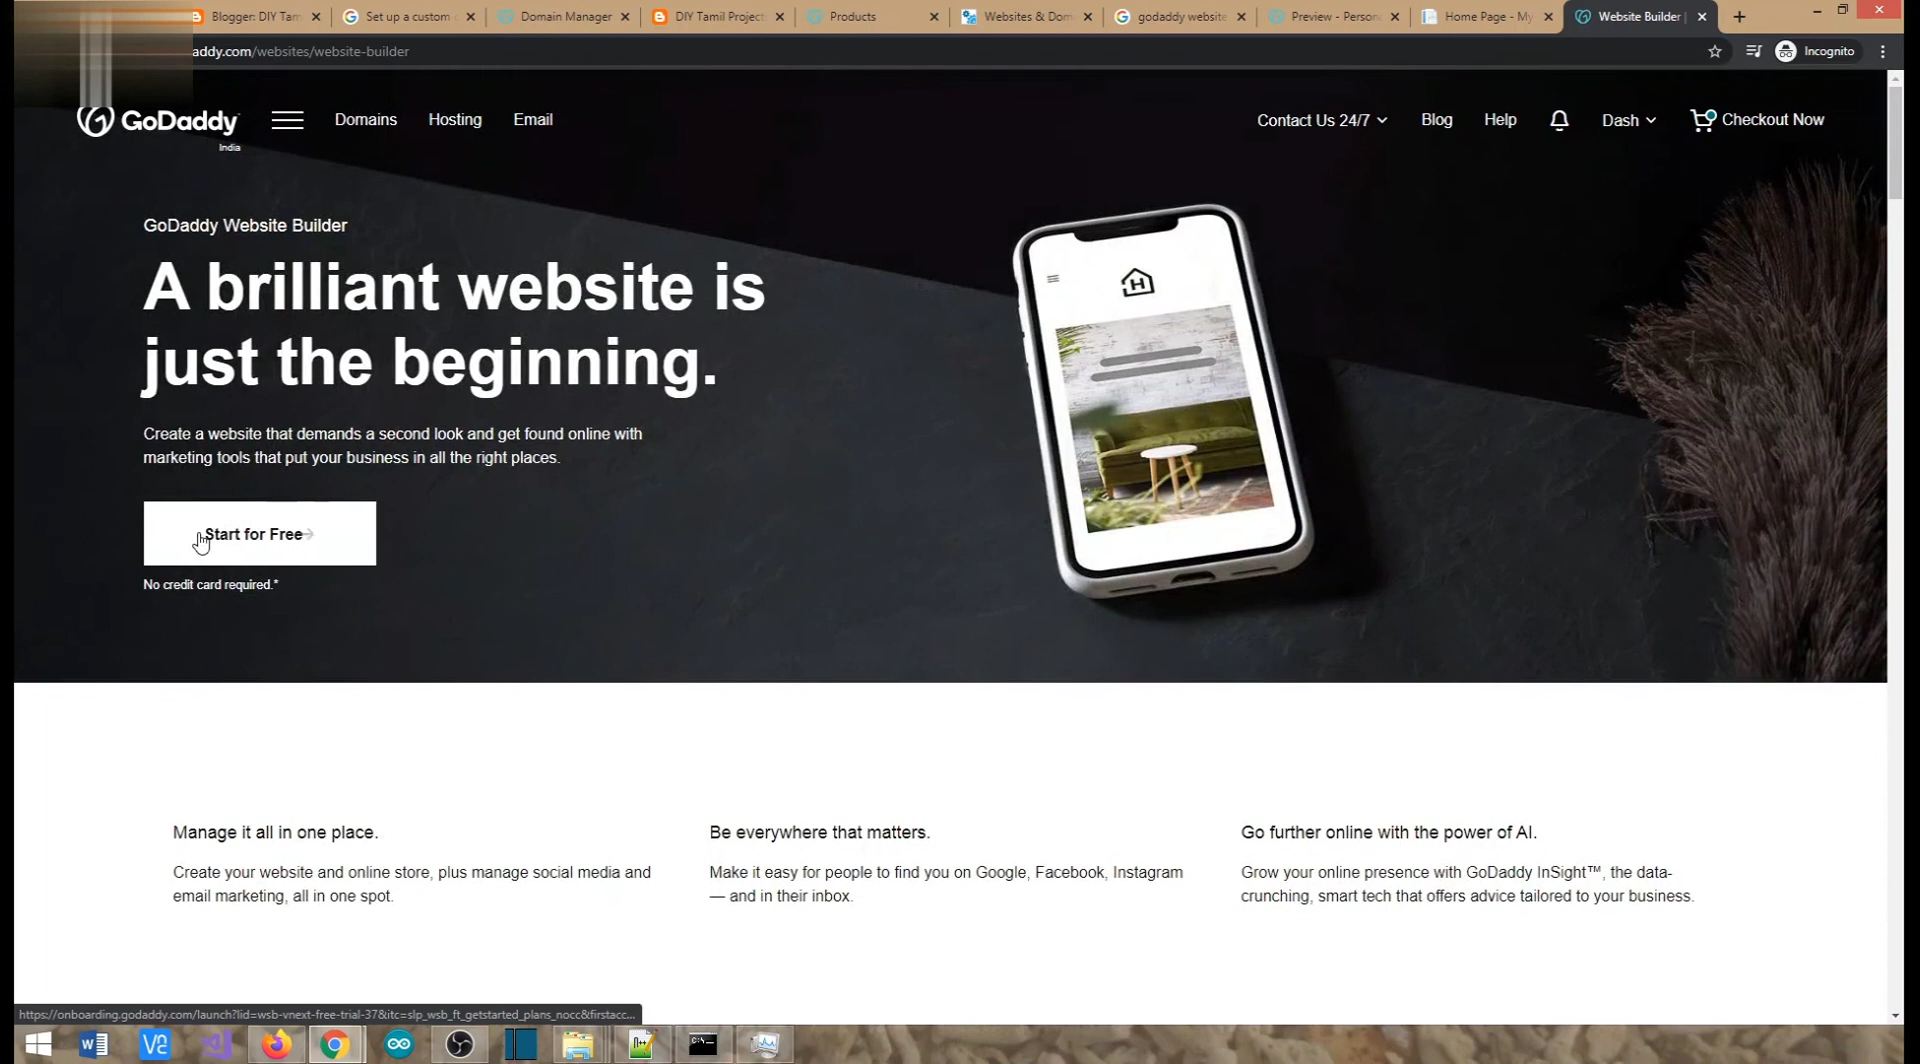 Blogger: DIY Tam
Set up a custom
Domain Manager
DIY Tamil Project
Products
Websites & Dom
godaddy website
Preview - Person
Home Page - My
Website Builder |
addy.com/websites/website-builder
Incognito
GoDaddy
India
Domains
Hosting
Email
Contact Us 24/7
Blog
Help
Dash
Checkout Now
GoDaddy Website Builder
A brilliant website is
just the beginning.
Create a website that demands a second look and get found online with
marketing tools that put your business in all the right places.
Start for Free
No credit card required.*
H
Manage it all in one place.
Create your website and online store, plus manage social media and
email marketing, all in one spot.
Be everywhere that matters.
Make it easy for people to find you on Google, Facebook, Instagram
— and in their inbox.
Go further online with the power of AI.
Grow your online presence with GoDaddy InSight™, the data-
crunching, smart tech that offers advice tailored to your business.
https://onboarding.godaddy.com/launch?lid=wsb-vnext-free-trial-37&itc=slp_wsb_ft_getstarted_plans_nocc&firstacc...